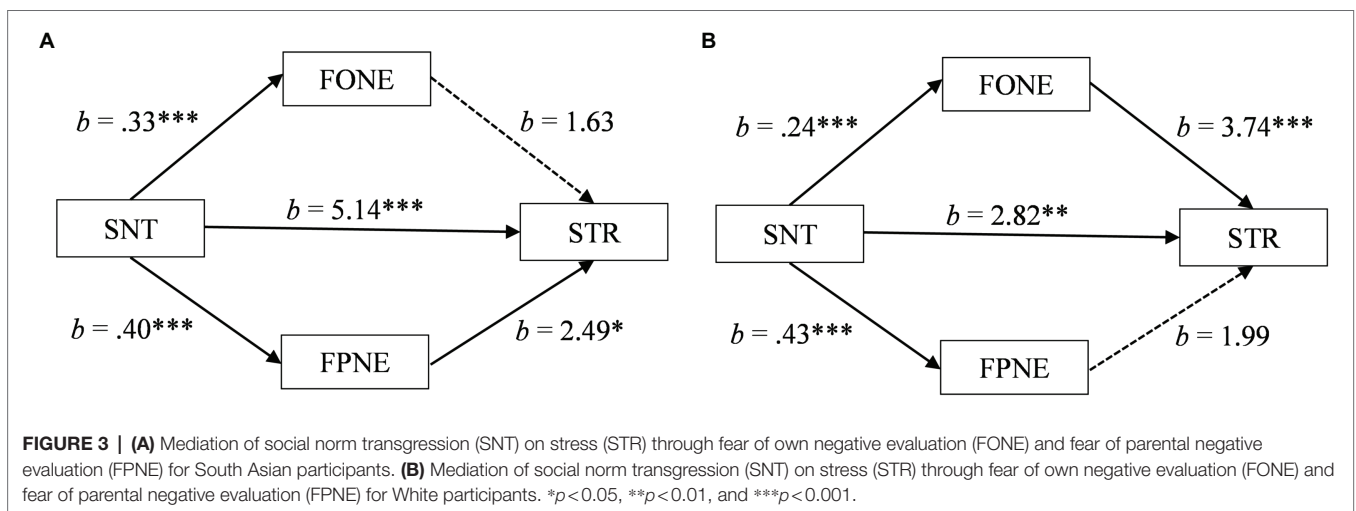 A
B
FONE
FONE
b = .33***
b = 1.63
b = .24***
b = 3.74***
SNT
b = 5.14***
STR
SNT
b = 2.82**
STR
b = .40***
b = 2.49*
b = .43***
b = 1.99
FPNE
FPNE
FIGURE 3 | (A) Mediation of social norm transgression (SNT) on stress (STR) through fear of own negative evaluation (FONE) and fear of parental negative
evaluation (FPNE) for South Asian participants. (B) Mediation of social norm transgression (SNT) on stress (STR) through fear of own negative evaluation (FONE) and
fear of parental negative evaluation (FPNE) for White participants. *p<0.05, **p<0.01, and ***p<0.001.